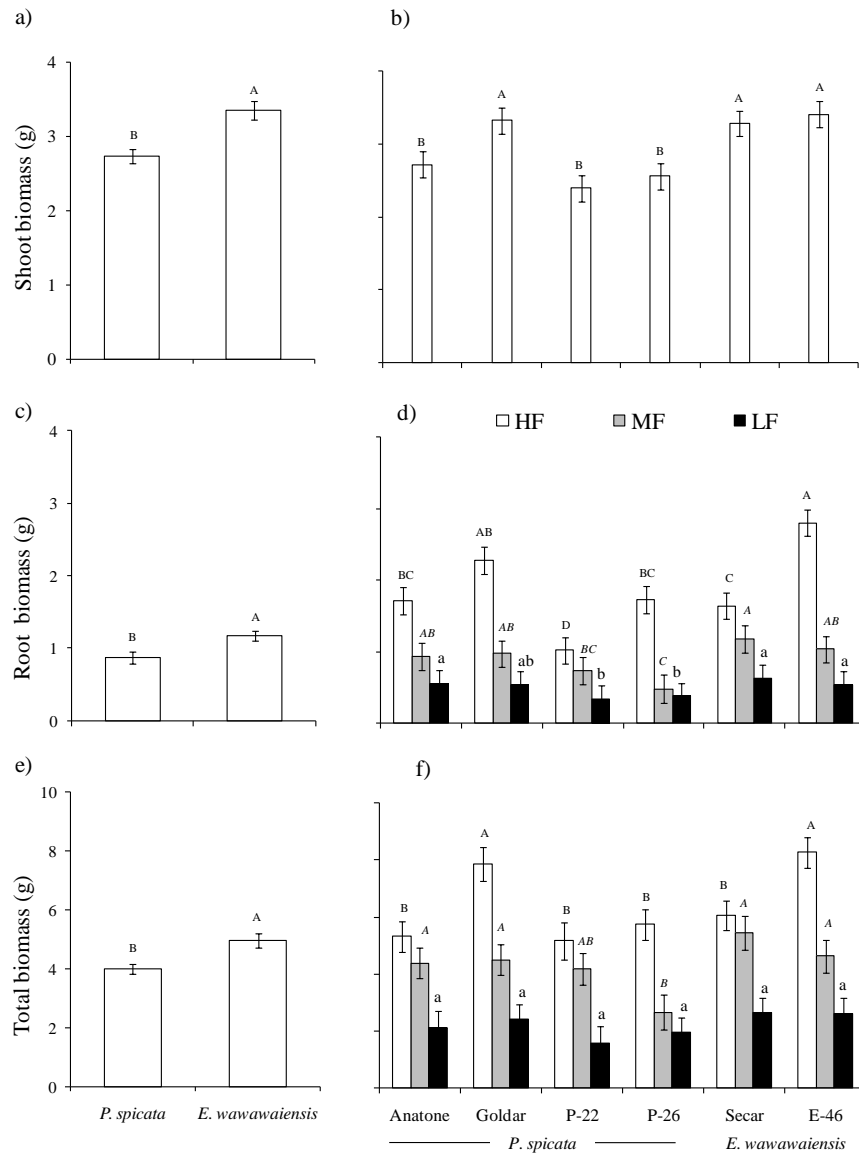 a)
b)
Shoot biomass (g)
4
3
2
1
0
B
A
B
A
B
B
A
A
c)
d)
HF MF LF
Root biomass (g)
4
3
2
1
0
B
A
BC
AB
a
AB
AB
ab
D
BC
b
BC
C
b
C
A
a
A
AB
a
e)
f)
Total biomass (g)
10
8
6
4
2
0
B
A
B
A
a
A
A
a
B
AB
a
B
B
a
B
A
a
A
A
a
P. spicata E. wawawaiensis
Anatone Goldar P-22 P-26 Secar E-46
P. spicata E. wawawaiensis